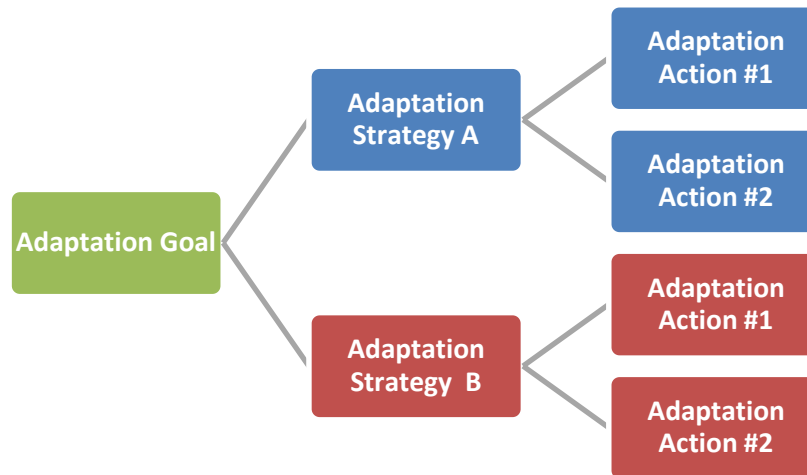 Adaptation Goal
Adaptation
Strategy A
Adaptation
Action #1
Adaptation
Action #2
Adaptation
Strategy B
Adaptation
Action #1
Adaptation
Action #2